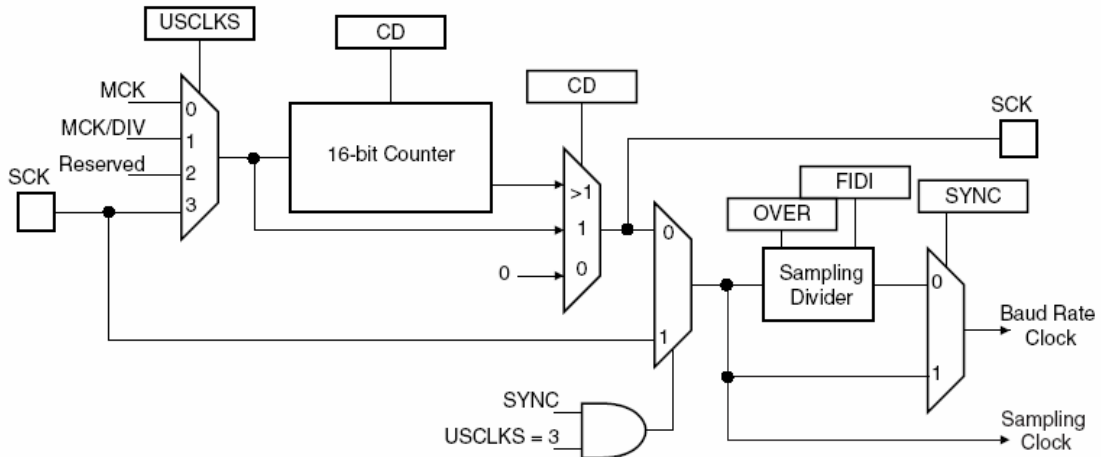 USCLKS
CD
CD
MCK
0
MCK/DIV
1
16-bit Counter
SCK
Reserved
2
SCK
3
>1
FIDI
1
OVER
SYNC
0
0
0
Sampling
Divider
0
Baud Rate
Clock
1
1
SYNC
USCLKS = 3
Sampling
Clock